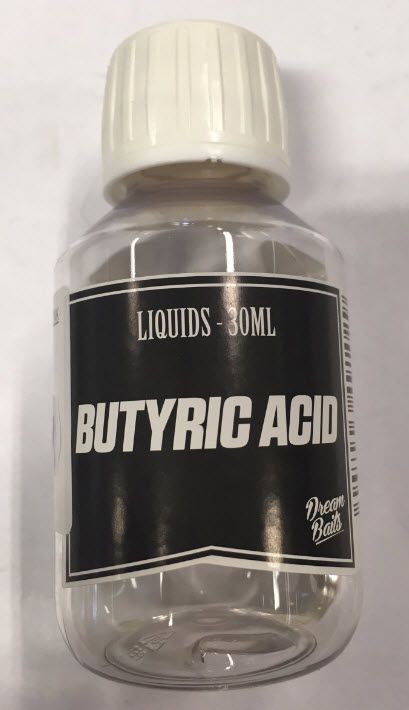 LIQUIDS - 30ML
BUTYRIC ACID
Dream
Baits